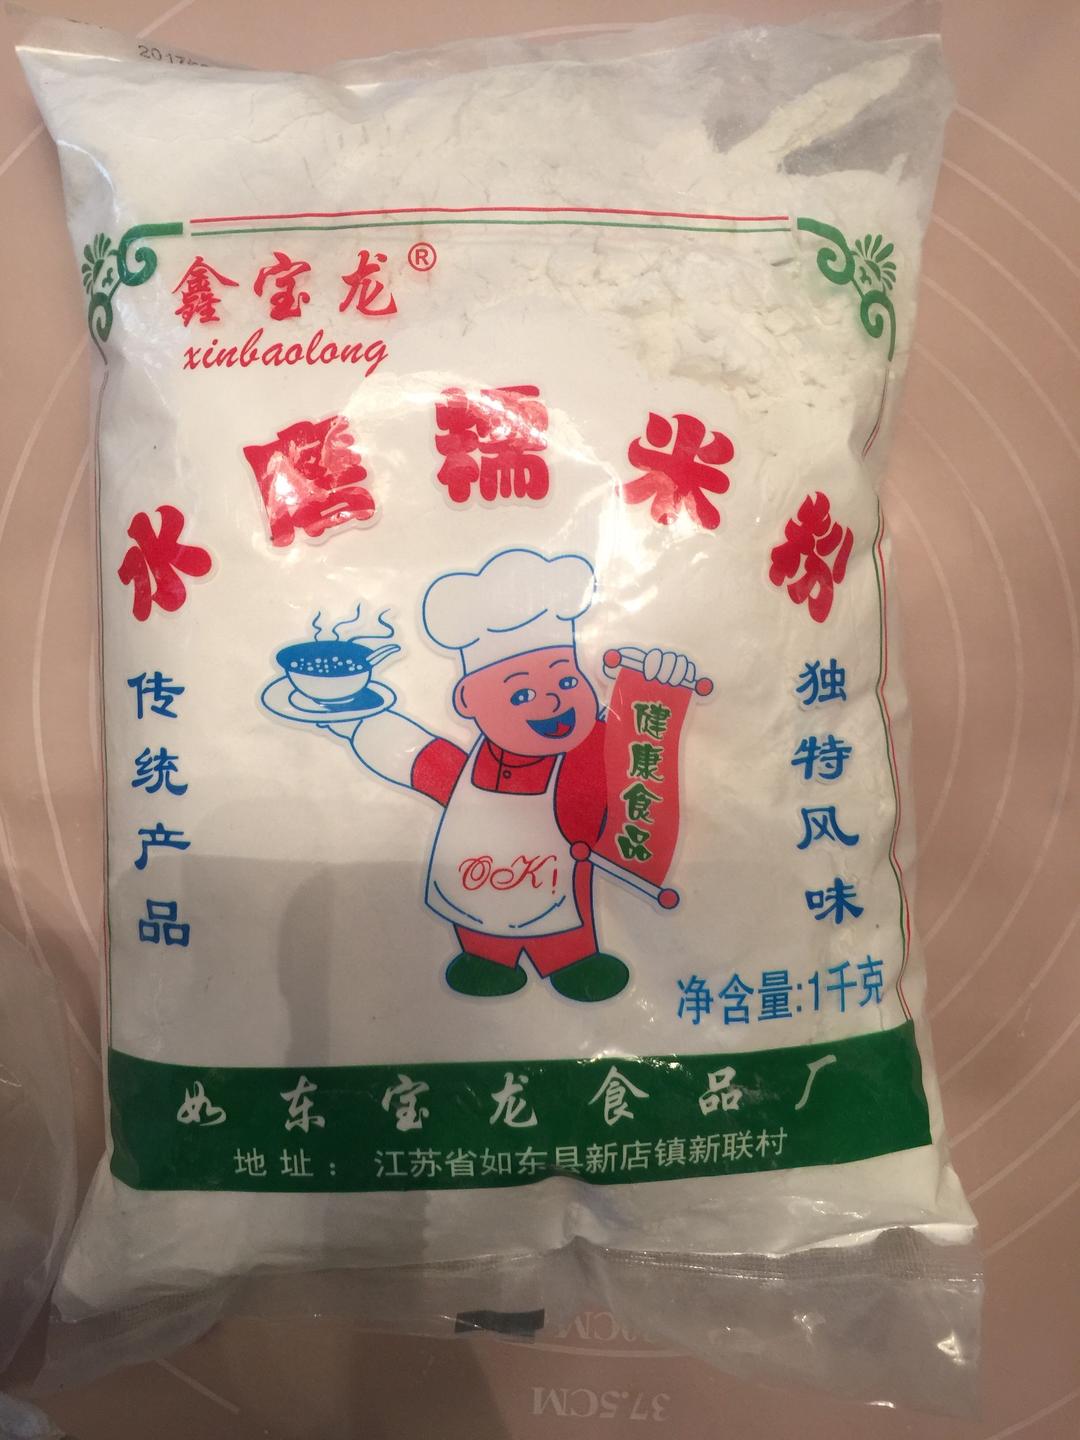 2017
鑫宝龙®
xinbaolong
水磨糯米粉
传统产品
独特风味
健康食品
OK!
净含量:1千克
如东宝龙食品厂
地址：江苏省如东县新店镇新联村
37.5CM